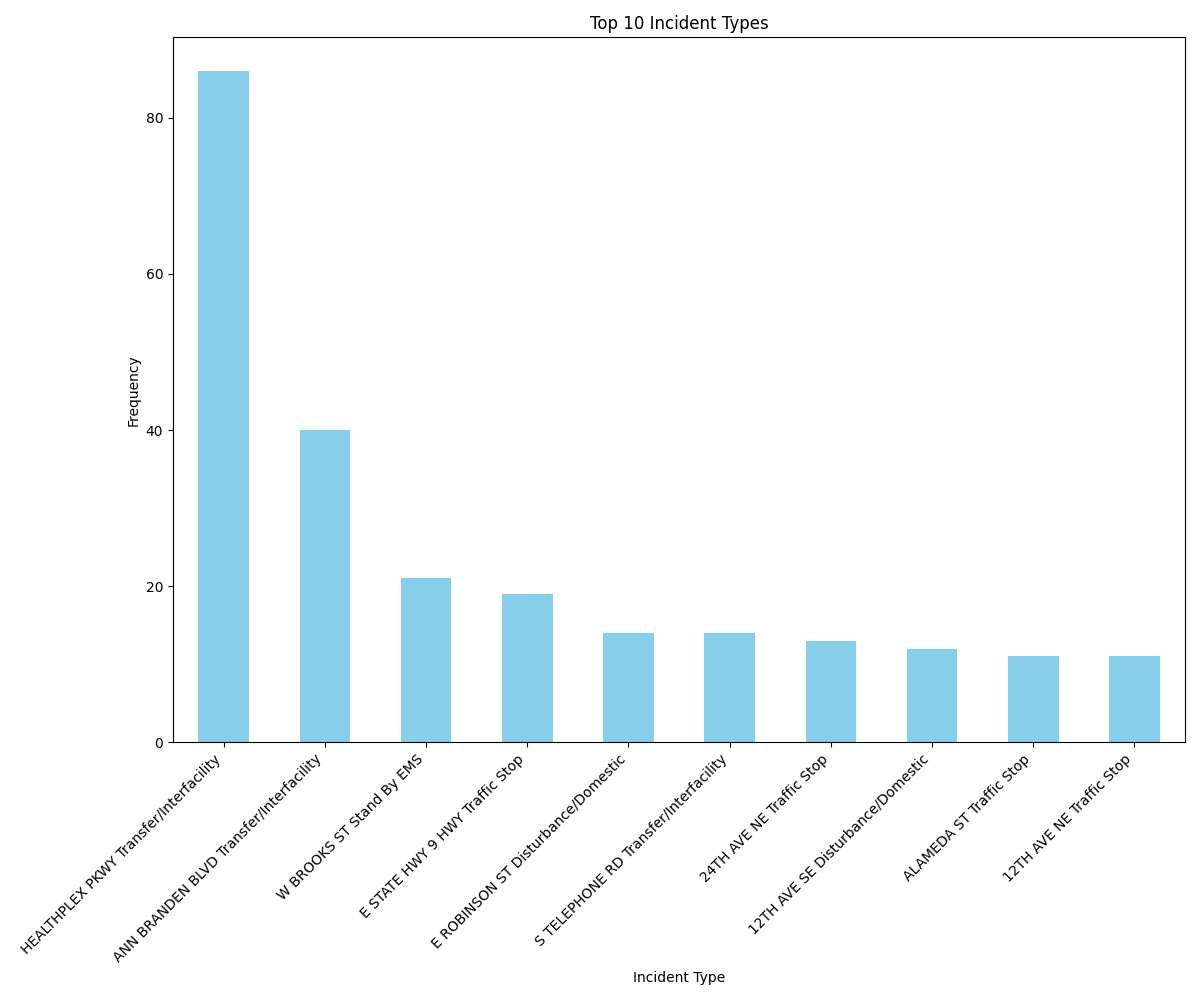 Top 10 Incident Types
Frequency
80
60
40
20
0
HEALTHPLEX PKWY Transfer/Interfacility
ANN BRANDEN BLVD Transfer/Interfacility
W BROOKS ST Stand By EMS
E STATE HWY 9 HWY Traffic Stop
E ROBINSON ST Disturbance/Domestic
S TELEPHONE RD Transfer/Interfacility
24TH AVE NE Traffic Stop
12TH AVE SE Disturbance/Domestic
ALAMEDA ST Traffic Stop
12TH AVE NE Traffic Stop
Incident Type